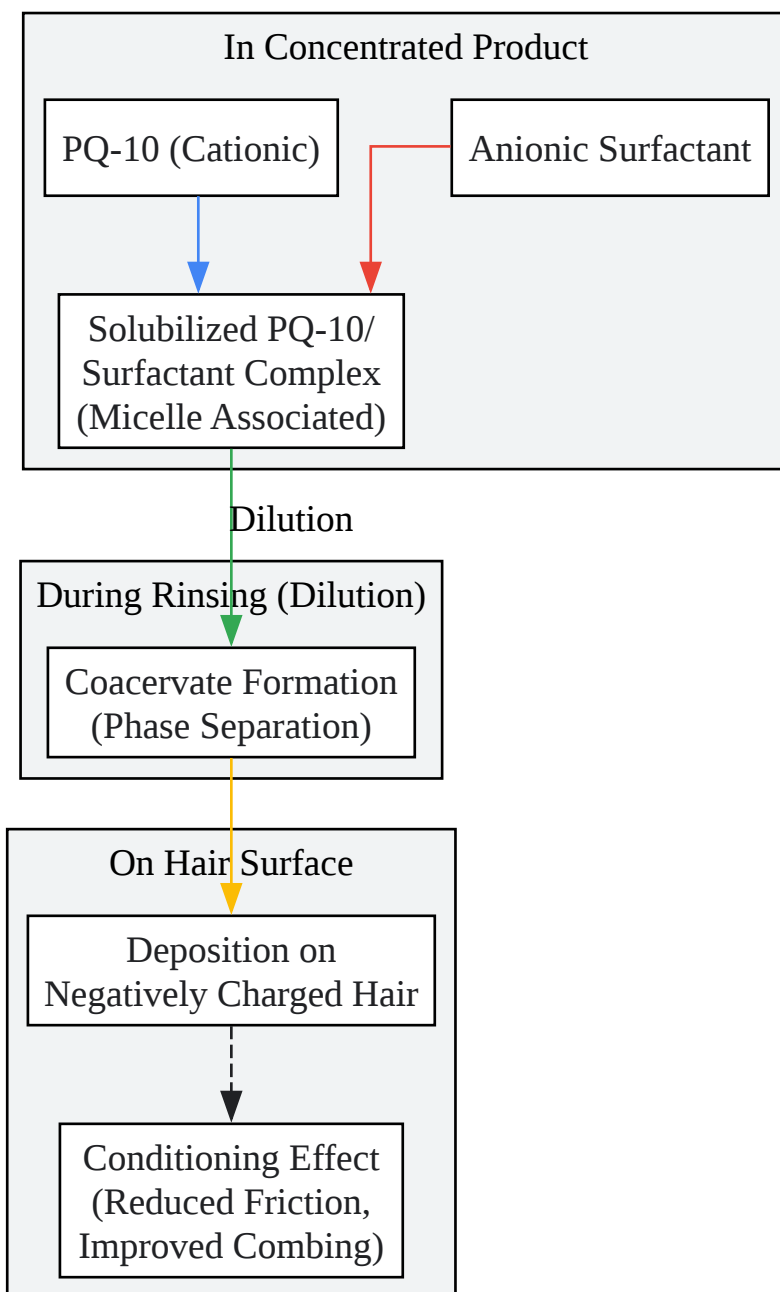 In Concentrated Product
PQ-10 (Cationic)
Anionic Surfactant
Solubilized PQ-10/
Surfactant Complex
(Micelle Associated)
Dilution
During Rinsing (Dilution)
Coacervate Formation
(Phase Separation)
On Hair Surface
Deposition on
Negatively Charged Hair
Conditioning Effect
(Reduced Friction,
Improved Combing)